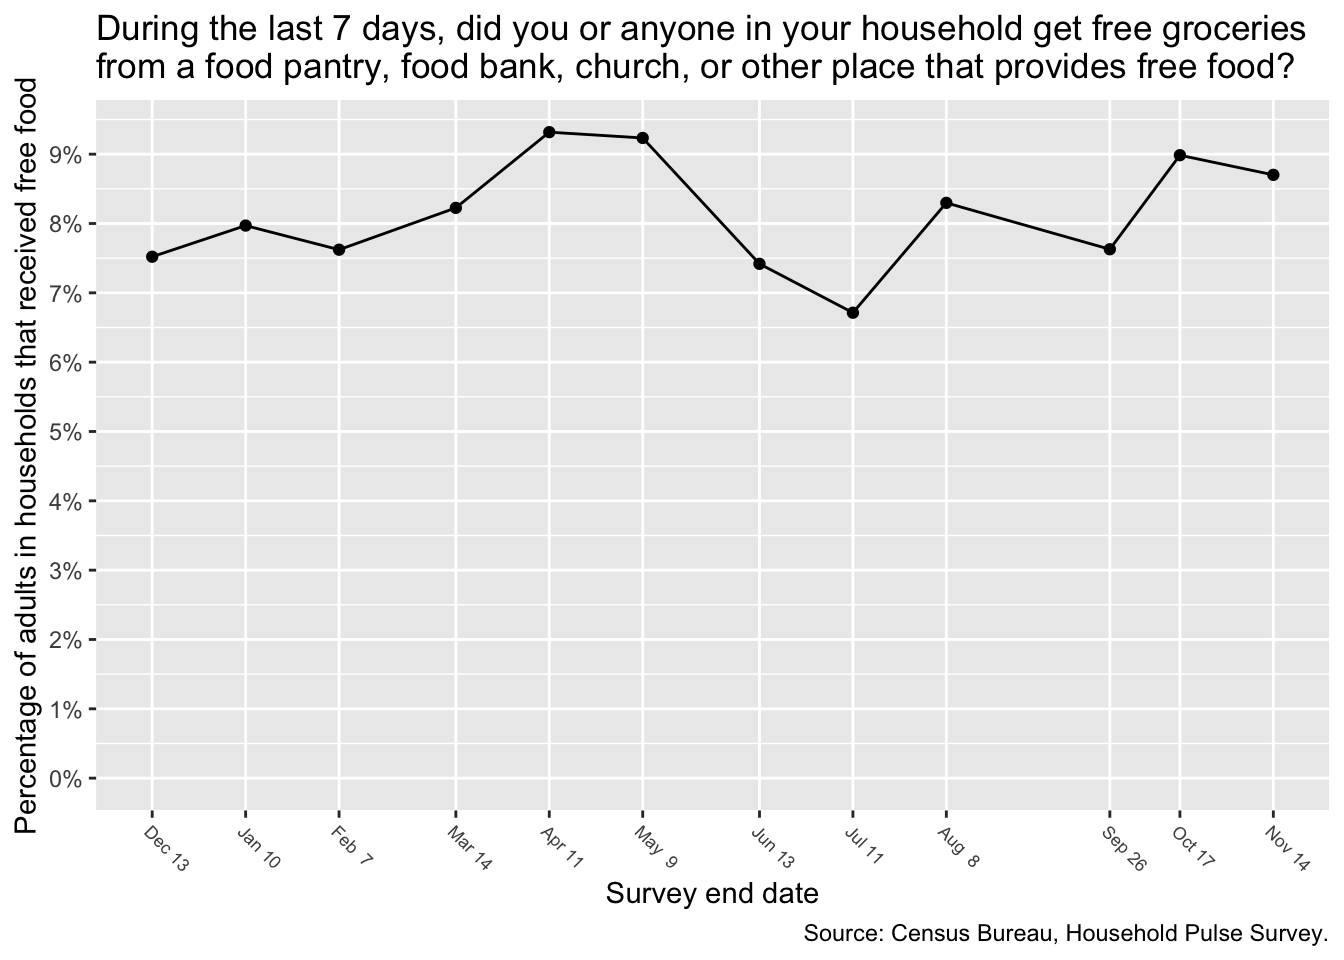 During the last 7 days, did you or anyone in your household get free groceries
from a food pantry, food bank, church, or other place that provides free food?
Percentage of adults in households that received free food
9%
8%
7%
6%
5%
4%
3%
2%
1%
0%
Dec 13
Jan 10
Feb 7
Mar 14
Apr 11
May 9
Jun 13
Jul 11
Aug 8
Sep 26
Oct 17
Nov 14
Survey end date
Source: Census Bureau, Household Pulse Survey.